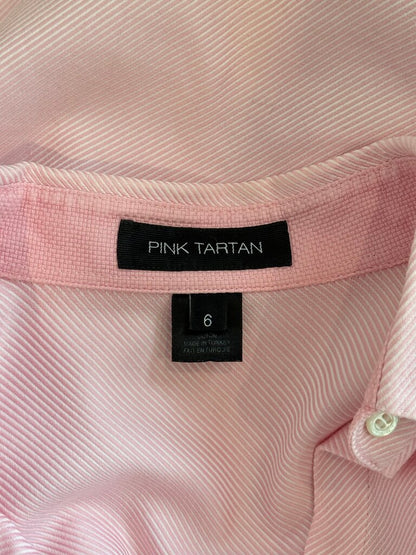 PINK TARTAN
6
MADE IN TURKEY
FAIT EN TURQUIE